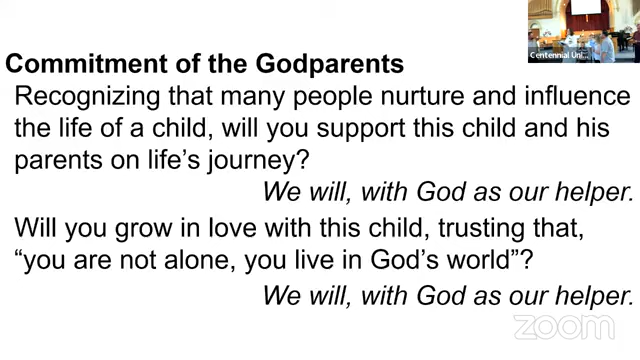 Centennial Uni...
Commitment of the Godparents
Recognizing that many people nurture and influence
the life of a child, will you support this child and his
parents on life's journey?
We will, with God as our helper.
Will you grow in love with this child, trusting that,
“you are not alone, you live in God's world”?
We will, with God as our helper.
zoom